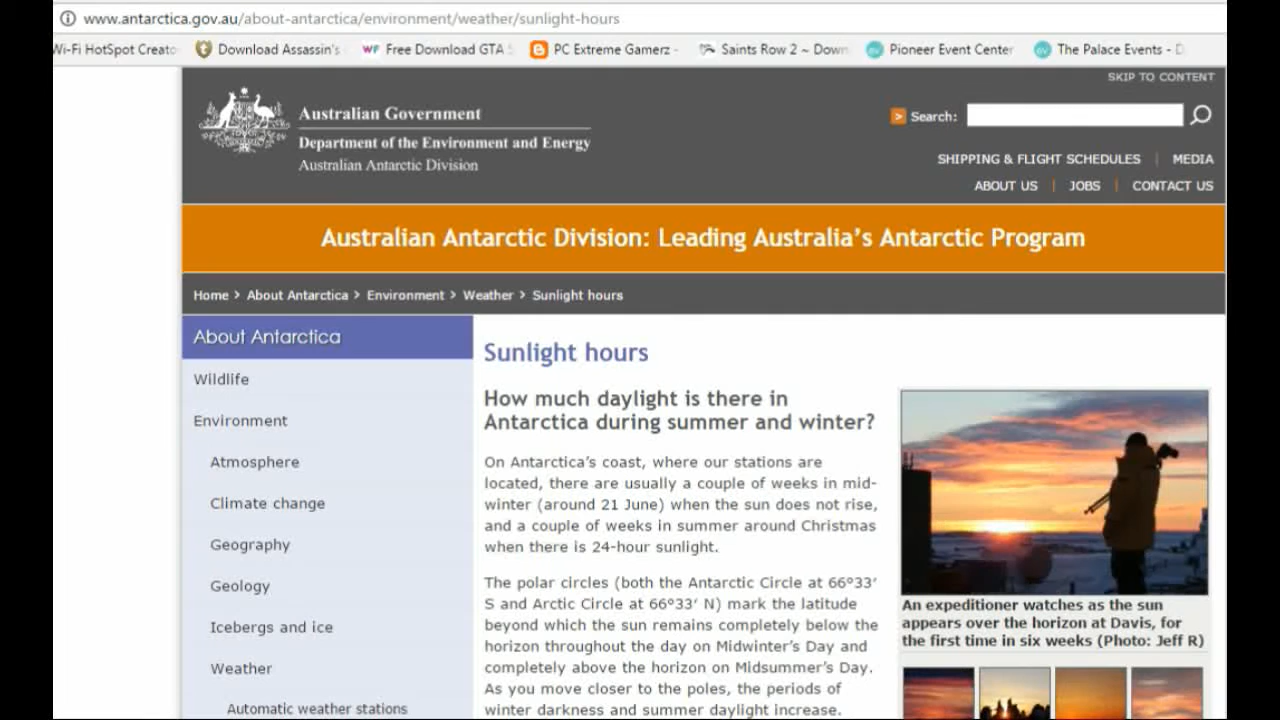 www.antarctica.gov.au/about-antarctica/environment/weather/sunlight-hours
Wi-Fi HotSpot Creato
Download Assassin's
Free Download GTA
PC Extreme Gamerz -
Saints Row 2 ~ Down
Pioneer Event Center
The Palace Events - D
SKIP TO CONTENT
Australian Government
Department of the Environment and Energy
Australian Antarctic Division
Search:
SHIPPING & FLIGHT SCHEDULES | MEDIA
ABOUT US | JOBS | CONTACT US
Australian Antarctic Division: Leading Australia's Antarctic Program
Home > About Antarctica > Environment > Weather > Sunlight hours
About Antarctica
Wildlife
Environment
Atmosphere
Climate change
Geography
Geology
Icebergs and ice
Weather
Automatic weather stations
Sunlight hours
How much daylight is there in
Antarctica during summer and winter?
On Antarctica's coast, where our stations are
located, there are usually a couple of weeks in mid-
winter (around 21 June) when the sun does not rise,
and a couple of weeks in summer around Christmas
when there is 24-hour sunlight.
The polar circles (both the Antarctic Circle at 66°33′
S and Arctic Circle at 66°33′ N) mark the latitude
beyond which the sun remains completely below the
horizon throughout the day on Midwinter's Day and
completely above the horizon on Midsummer's Day.
As you move closer to the poles, the periods of
winter darkness and summer daylight increase.
An expeditioner watches as the sun
appears over the horizon at Davis, for
the first time in six weeks (Photo: Jeff R)